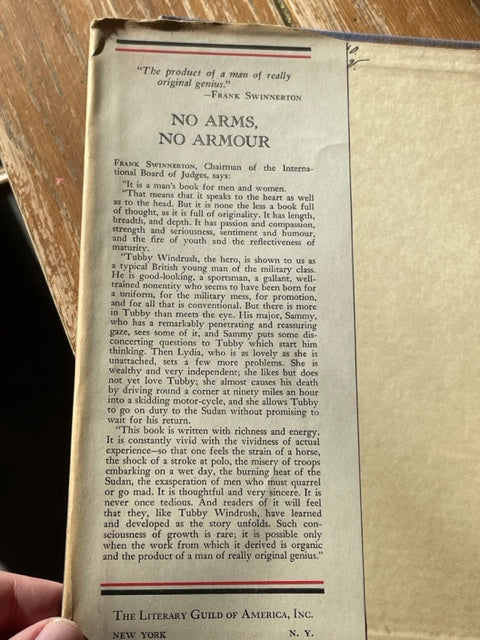 "The product of a man of really
original genius."
—Frank Swinnerton
NO ARMS,
NO ARMOUR
Frank Swinnerton, Chairman of the Interna-
tional Board of Judges, says:
"It is a man's book for men and women.
"That means that it speaks to the heart as well
as to the head. But it is none the less a book full
of thought, as it is full of originality. It has length,
breadth, and depth. It has passion and compassion,
strength and seriousness, sentiment and humour,
and the fire of youth and the reflectiveness of
maturity.
"Tubby Windrush, the hero, is shown to us as
a typical British young man of the military class.
He is good-looking, a sportsman, a gallant, well-
trained nonentity who seems to have been born for
a uniform, for the military mess, for promotion,
and for all that is conventional. But there is more
in Tubby than meets the eye. His major, Sammy,
who has a remarkably penetrating and reassuring
gaze, sees some of it, and Sammy puts some dis-
concerting questions to Tubby which start him
thinking. Then Lydia, who is as lovely as she is
unattached, sets a few more problems. She is
wealthy and very independent; she likes but does
not yet love Tubby; she almost causes his death
by driving round a corner at ninety miles an hour
into a skidding motor-cycle, and she allows Tubby
to go on duty to the Sudan without promising to
wait for his return.
"This book is written with richness and energy.
It is constantly vivid with the vividness of actual
experience—so that one feels the strain of a horse,
the shock of a stroke at polo, the misery of troops
embarking on a wet day, the burning heat of the
Sudan, the exasperation of men who must quarrel
or go mad. It is thoughtful and very sincere. It is
never once tedious. And readers of it will feel
that they, like Tubby Windrush, have learned
and developed as the story unfolds. Such con-
sciousness of growth is rare; it is possible only
when the work from which it derived is organic
and the product of a man of really original genius."
The Literary Guild of America, Inc.
NEW YORK N. Y.